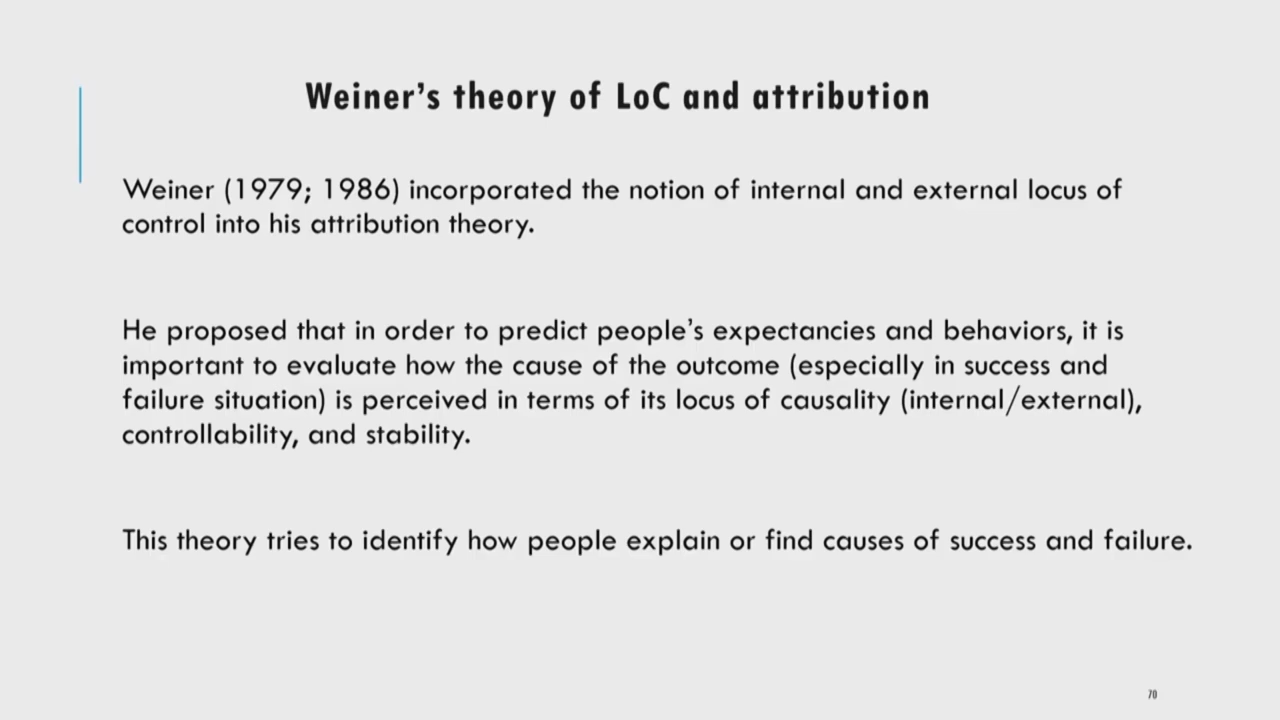 Weiner’s theory of LoC and attribution
Weiner (1979; 1986) incorporated the notion of internal and external locus of
control into his attribution theory.
He proposed that in order to predict people’s expectancies and behaviors, it is
important to evaluate how the cause of the outcome (especially in success and
failure situation) is perceived in terms of its locus of causality (internal/external),
controllability, and stability.
This theory tries to identify how people explain or find causes of success and failure.
70